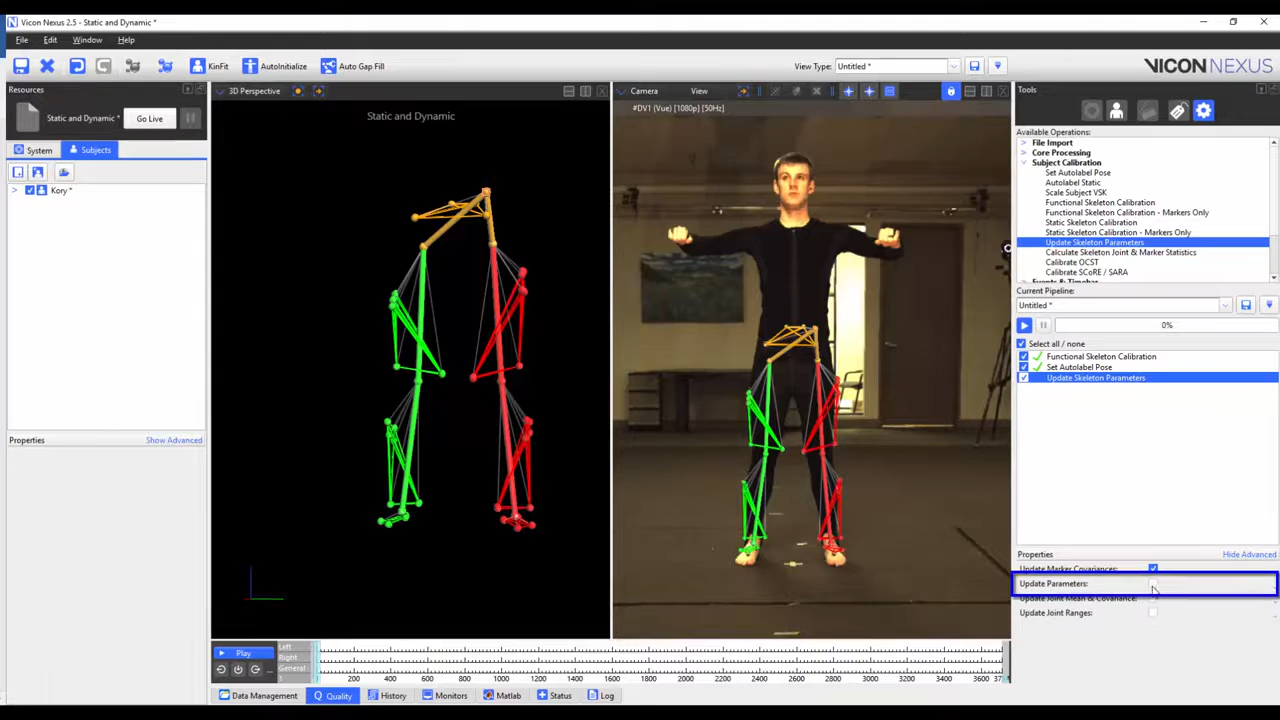 Vicon Nexus 2.5 - Static and Dynamic *
File Edit Window Help
KinFit AutoInitialize Auto Gap Fill View Type: Untitled * VICON NEXUS
Resources 3D Perspective Camera View Tools
#DV1 (Vue) [1080p] [50Hz]
Static and Dynamic * Go Live
Static and Dynamic
System Subjects
Kory *
Properties Show Advanced
Available Operations:
File Import
Core Processing
Subject Calibration
Set Autolabel Pose
Autolabel Static
Scale Subject VSK
Functional Skeleton Calibration
Functional Skeleton Calibration - Markers Only
Static Skeleton Calibration
Static Skeleton Calibration - Markers Only
Update Skeleton Parameters
Calculate Skeleton Joint & Marker Statistics
Calibrate OCST
Calibrate SCoRE / SARA
Events & Timebar
Current Pipeline:
Untitled *
0%
Select all / none
Functional Skeleton Calibration
Set Autolabel Pose
Update Skeleton Parameters
Properties Hide Advanced
Update Marker Covariances:
Update Parameters:
Update Joint Mean & Covariance:
Update Joint Ranges:
Play
Left
Right
General
1 200 400 600 800 1000 1200 1400 1600 1800 2000 2200 2400 2600 2800 3000 3200 3400 3600
Data Management Quality History Monitors Matlab Status Log